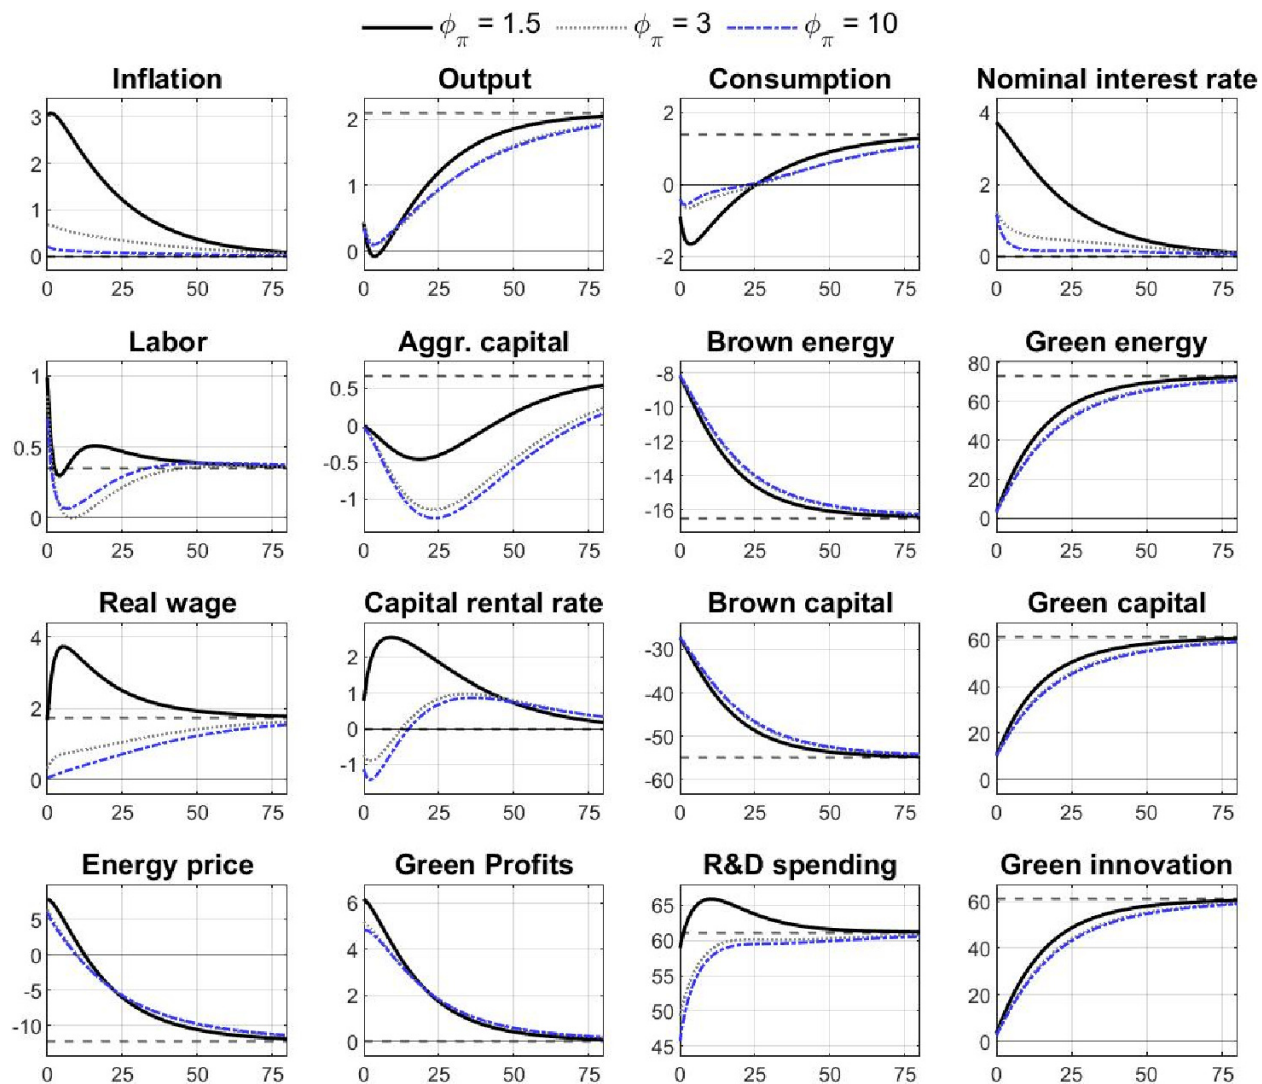 ϕπ = 1.5 ϕπ = 3 ϕπ = 10
Inflation Output Consumption Nominal interest rate
3
2
1
0
0 25 50 75
2
1
0
0 25 50 75
2
0
-2
0 25 50 75
4
2
0
0 25 50 75
Labor Aggr. capital Brown energy Green energy
1
0.5
0
0 25 50 75
0.5
0
-0.5
-1
0 25 50 75
-8
-10
-12
-14
-16
0 25 50 75
80
60
40
20
0
0 25 50 75
Real wage Capital rental rate Brown capital Green capital
4
2
0
0 25 50 75
2
1
0
-1
0 25 50 75
-30
-40
-50
-60
0 25 50 75
60
40
20
0
0 25 50 75
Energy price Green Profits R&D spending Green innovation
5
0
-5
-10
0 25 50 75
6
4
2
0
0 25 50 75
65
60
55
50
45
0 25 50 75
60
40
20
0
0 25 50 75